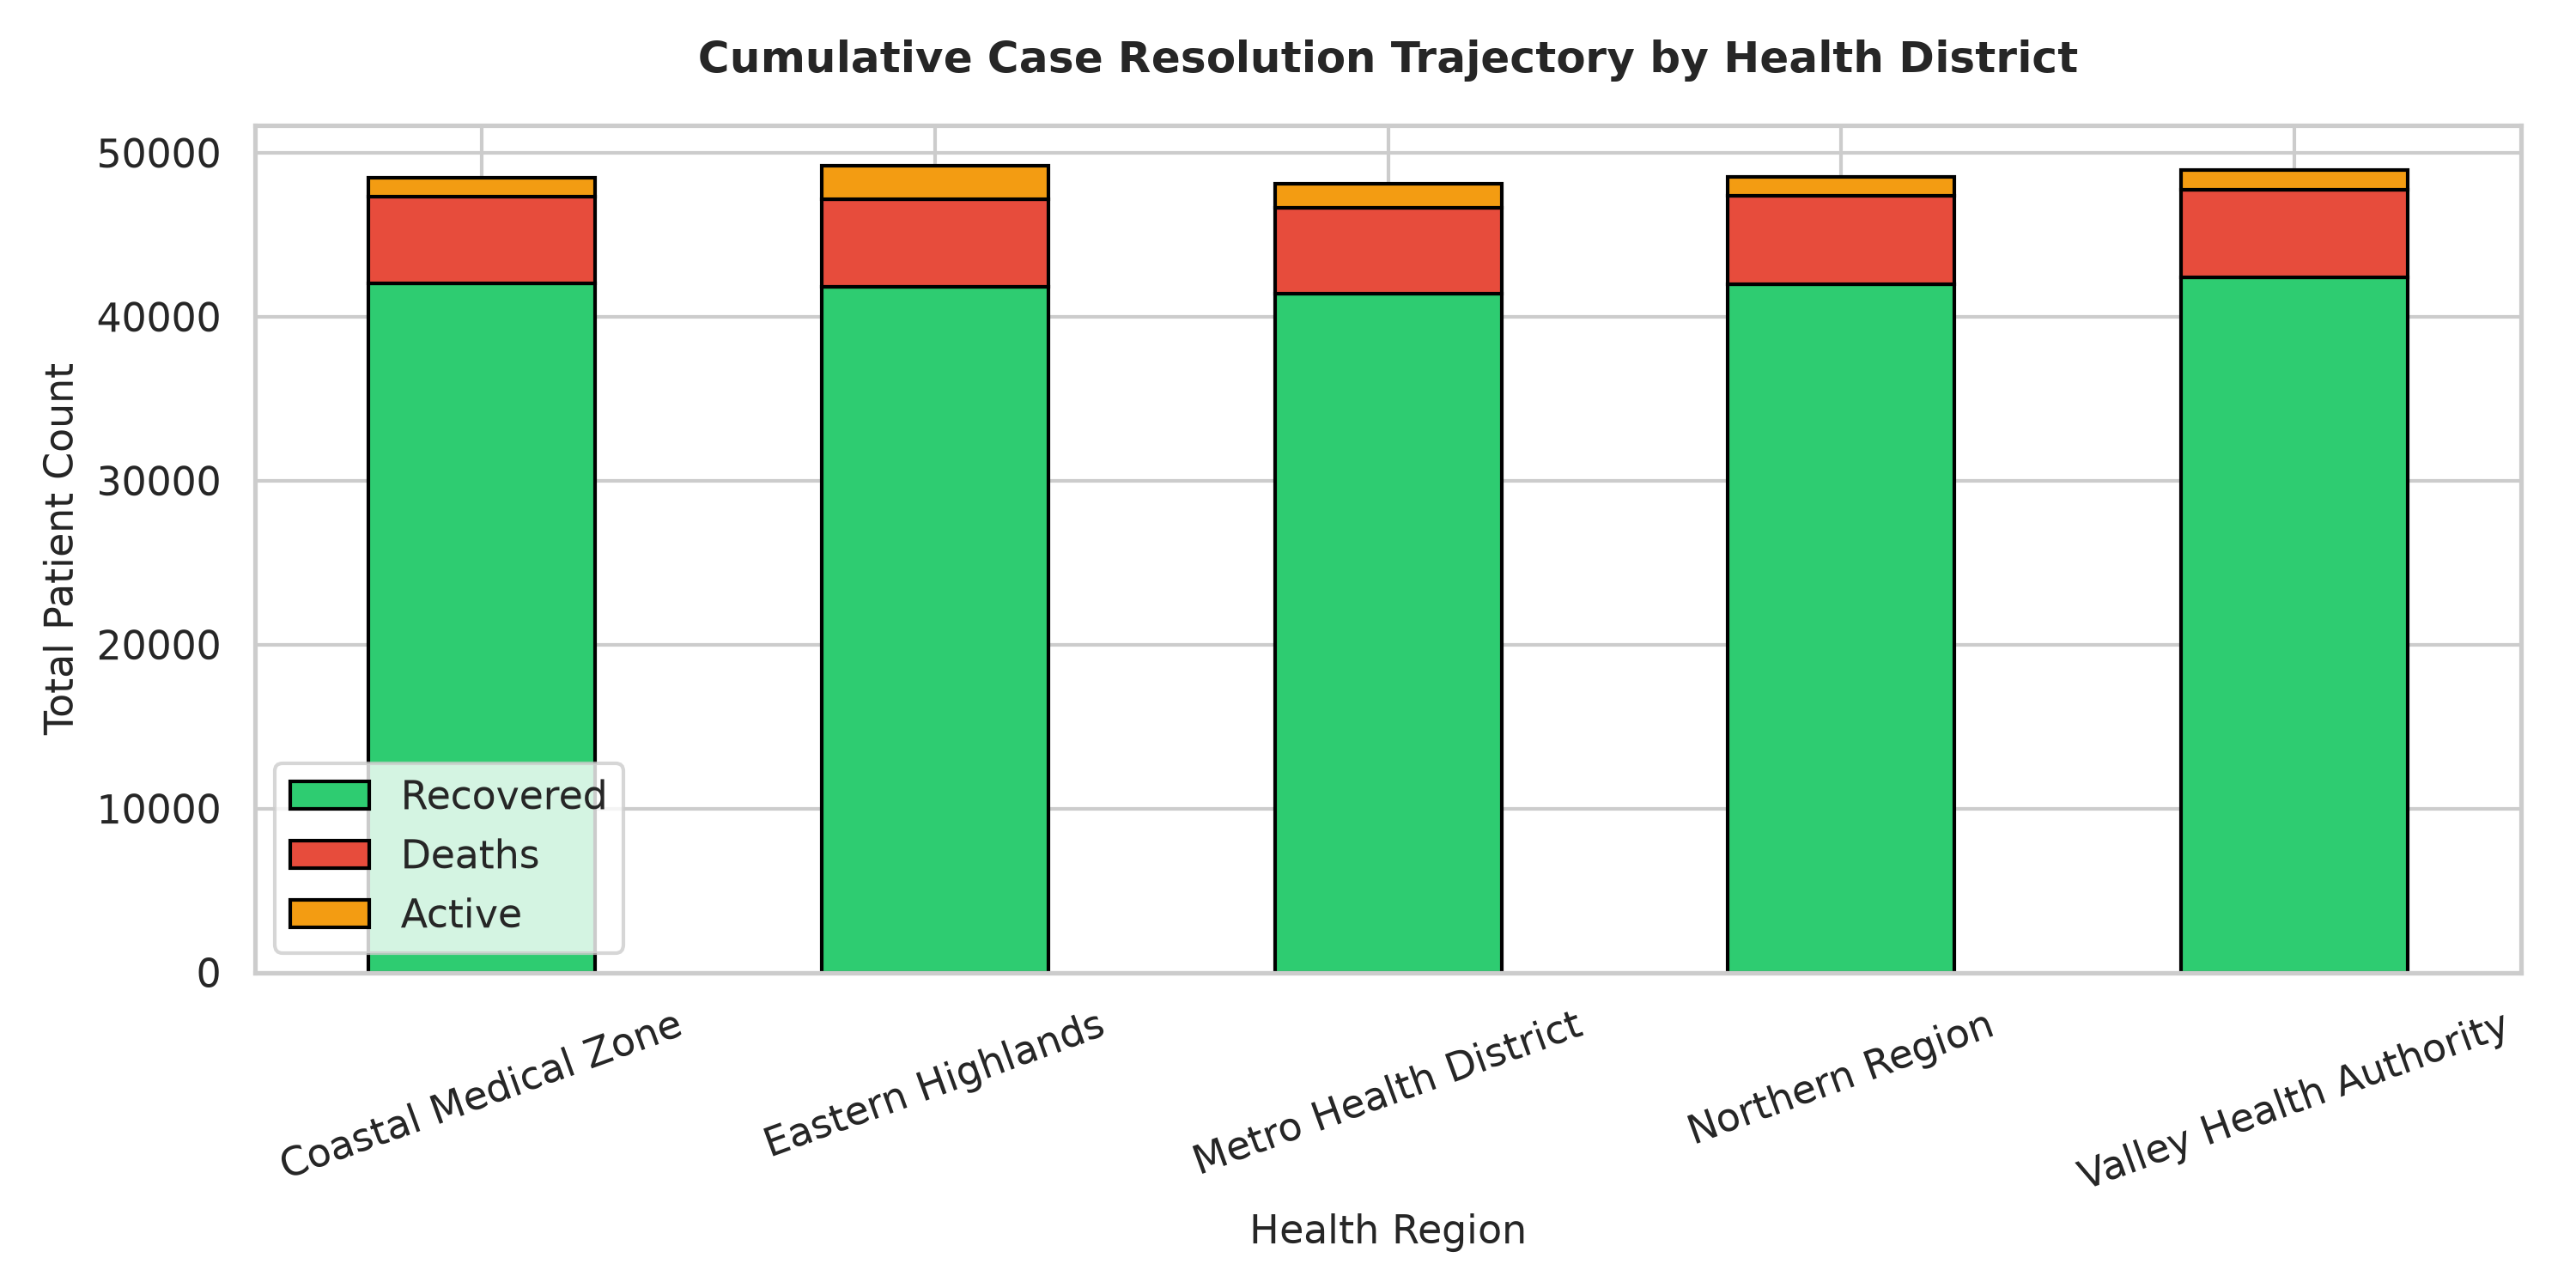 Cumulative Case Resolution Trajectory by Health District
Total Patient Count
50000
40000
30000
20000
10000
0
Recovered
Deaths
Active
Coastal Medical Zone
Eastern Highlands
Metro Health District
Northern Region
Valley Health Authority
Health Region